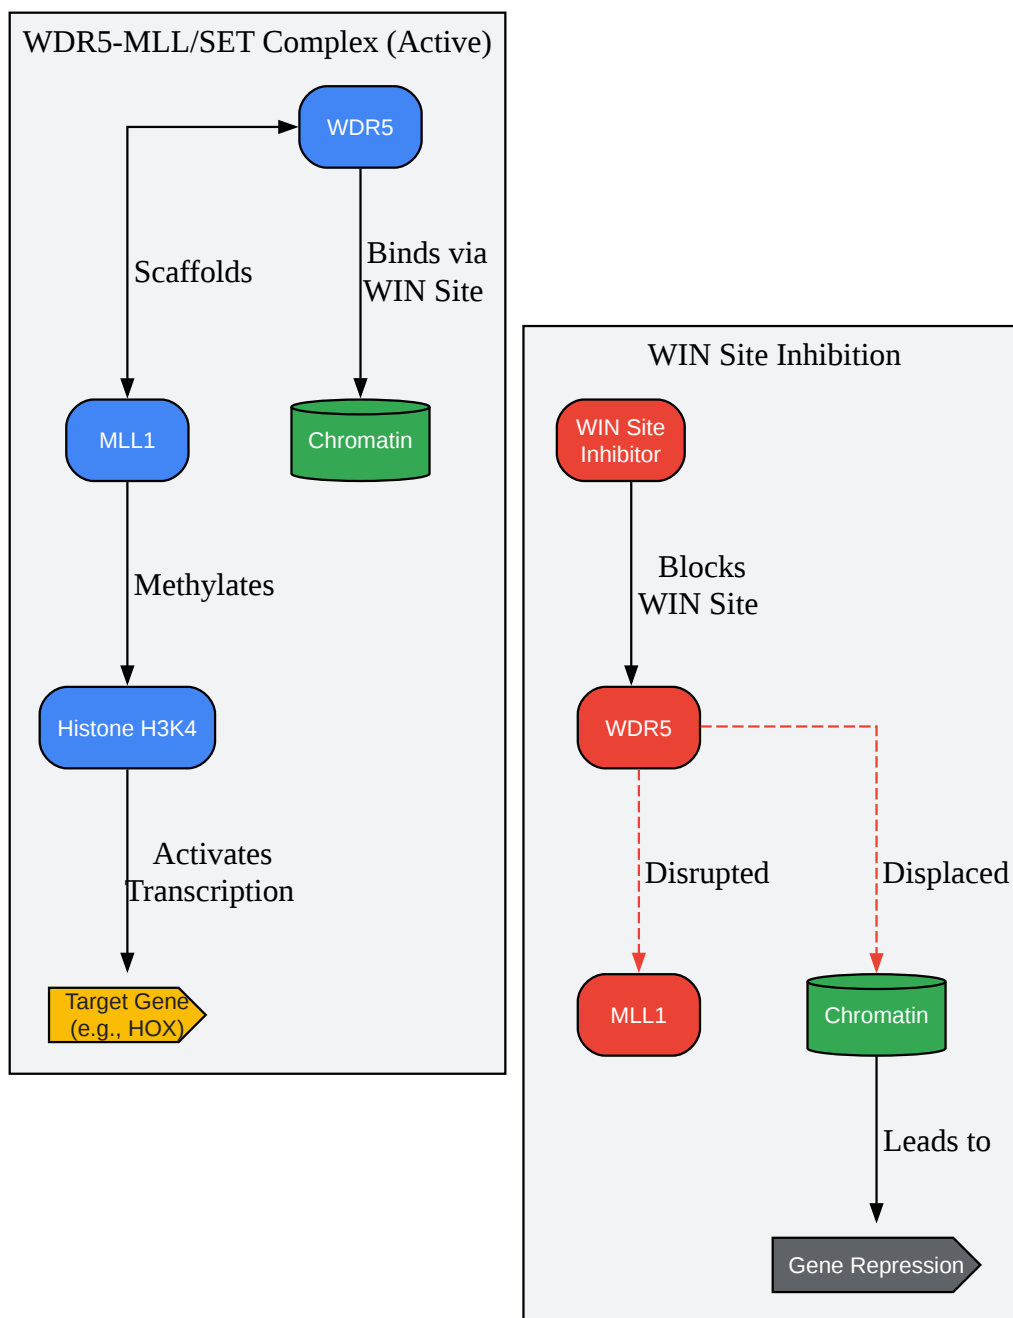 WDR5-MLL/SET Complex (Active)
WDR5
Scaffolds
Binds via
WIN Site
MLL1
Chromatin
Methylates
Histone H3K4
Activates
Transcription
Target Gene
(e.g., HOX)
WIN Site Inhibition
WIN Site
Inhibitor
Blocks
WIN Site
WDR5
Disrupted
Displaced
MLL1
Chromatin
Leads to
Gene Repression